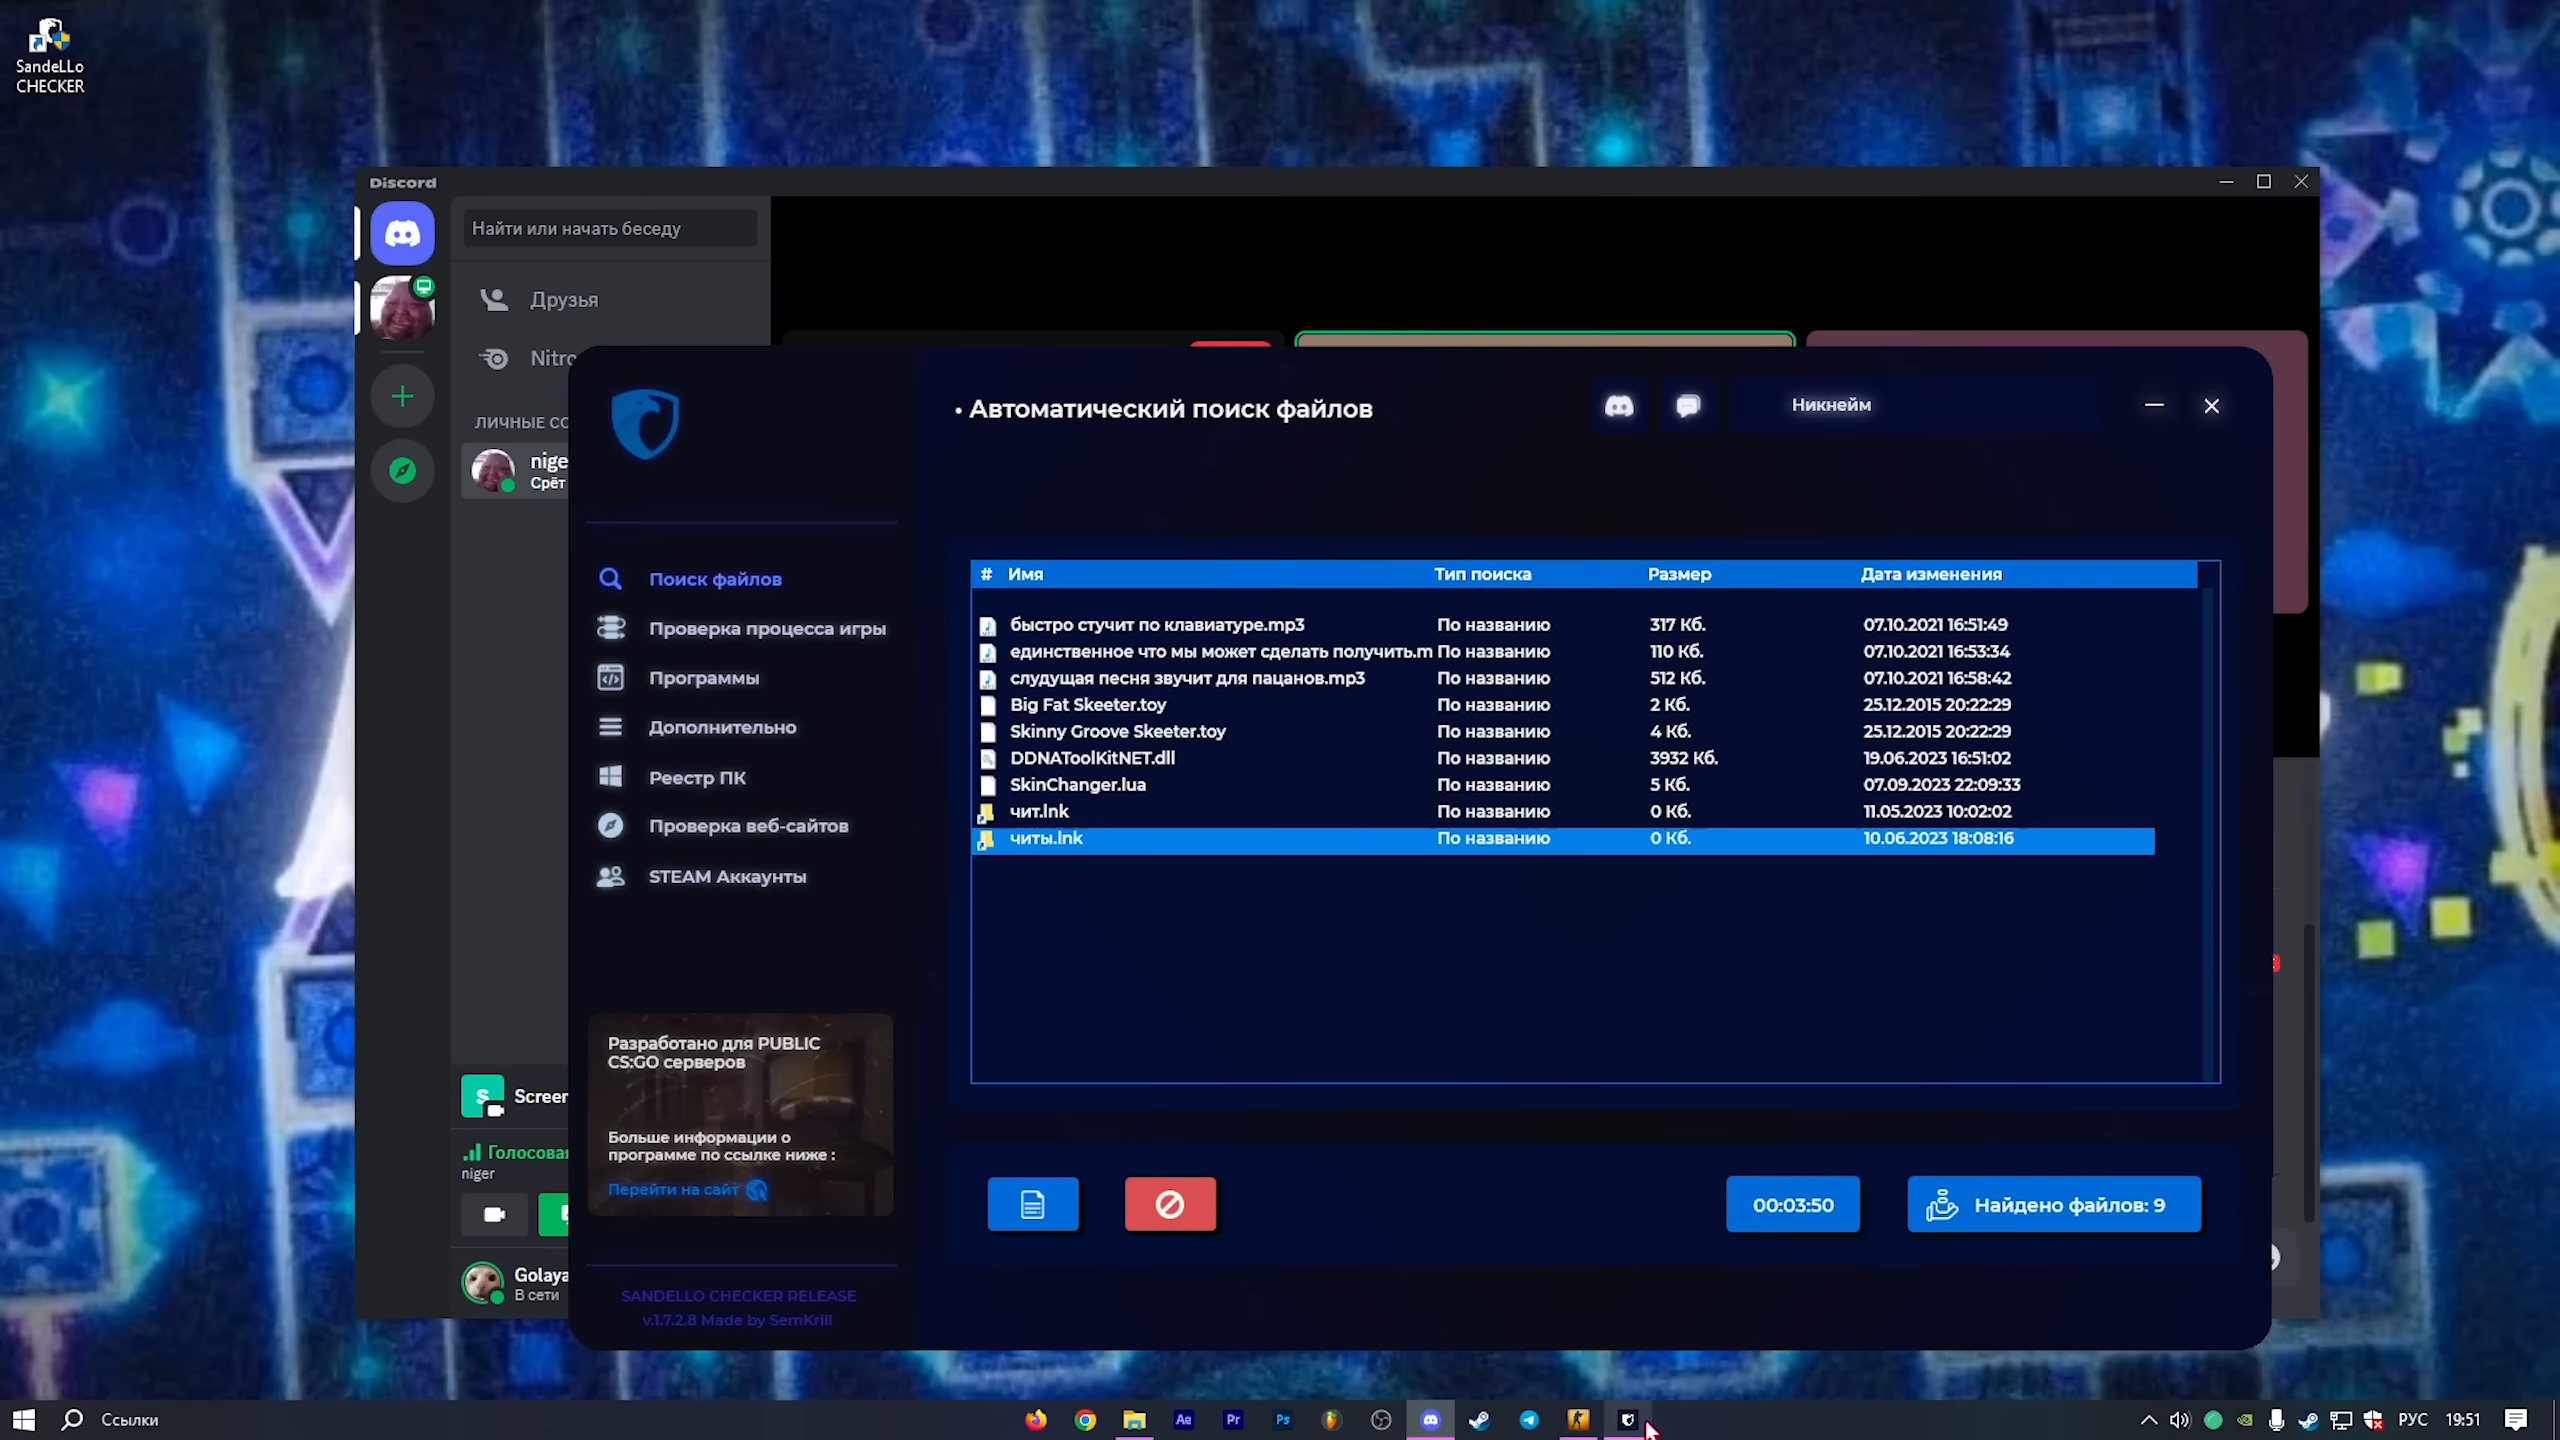 SandeLLo
CHECKER
Discord
Найти или начать беседу
Друзья
Nitro
ЛИЧНЫЕ СО
nige
Срёт
Screen
Голосовая
niger
Golaya
В сети
• Автоматический поиск файлов
Никнейм
Поиск файлов
Проверка процесса игры
Программы
Дополнительно
Реестр ПК
Проверка веб-сайтов
STEAM Аккаунты
Разработано для PUBLIC
CS:GO серверов
Больше информации о
программе по ссылке ниже :
Перейти на сайт
SANDELLO CHECKER RELEASE
v.1.7.2.8 Made by SemKrill
# Имя Тип поиска Размер Дата изменения
быстро стучит по клавиатуре.mp3 По названию 317 Кб. 07.10.2021 16:51:49
единственное что мы может сделать получить.m По названию 110 Кб. 07.10.2021 16:53:34
слудущая песня звучит для пацанов.mp3 По названию 512 Кб. 07.10.2021 16:58:42
Big Fat Skeeter.toy По названию 2 Кб. 25.12.2015 20:22:29
Skinny Groove Skeeter.toy По названию 4 Кб. 25.12.2015 20:22:29
DDNAToolKitNET.dll По названию 3932 Кб. 19.06.2023 16:51:02
SkinChanger.lua По названию 5 Кб. 07.09.2023 22:09:33
чит.lnk По названию 0 Кб. 11.05.2023 10:02:02
читы.lnk По названию 0 Кб. 10.06.2023 18:08:16
00:03:50
Найдено файлов: 9
Ссылки
Ae
Pr
Ps
РУС
19:51